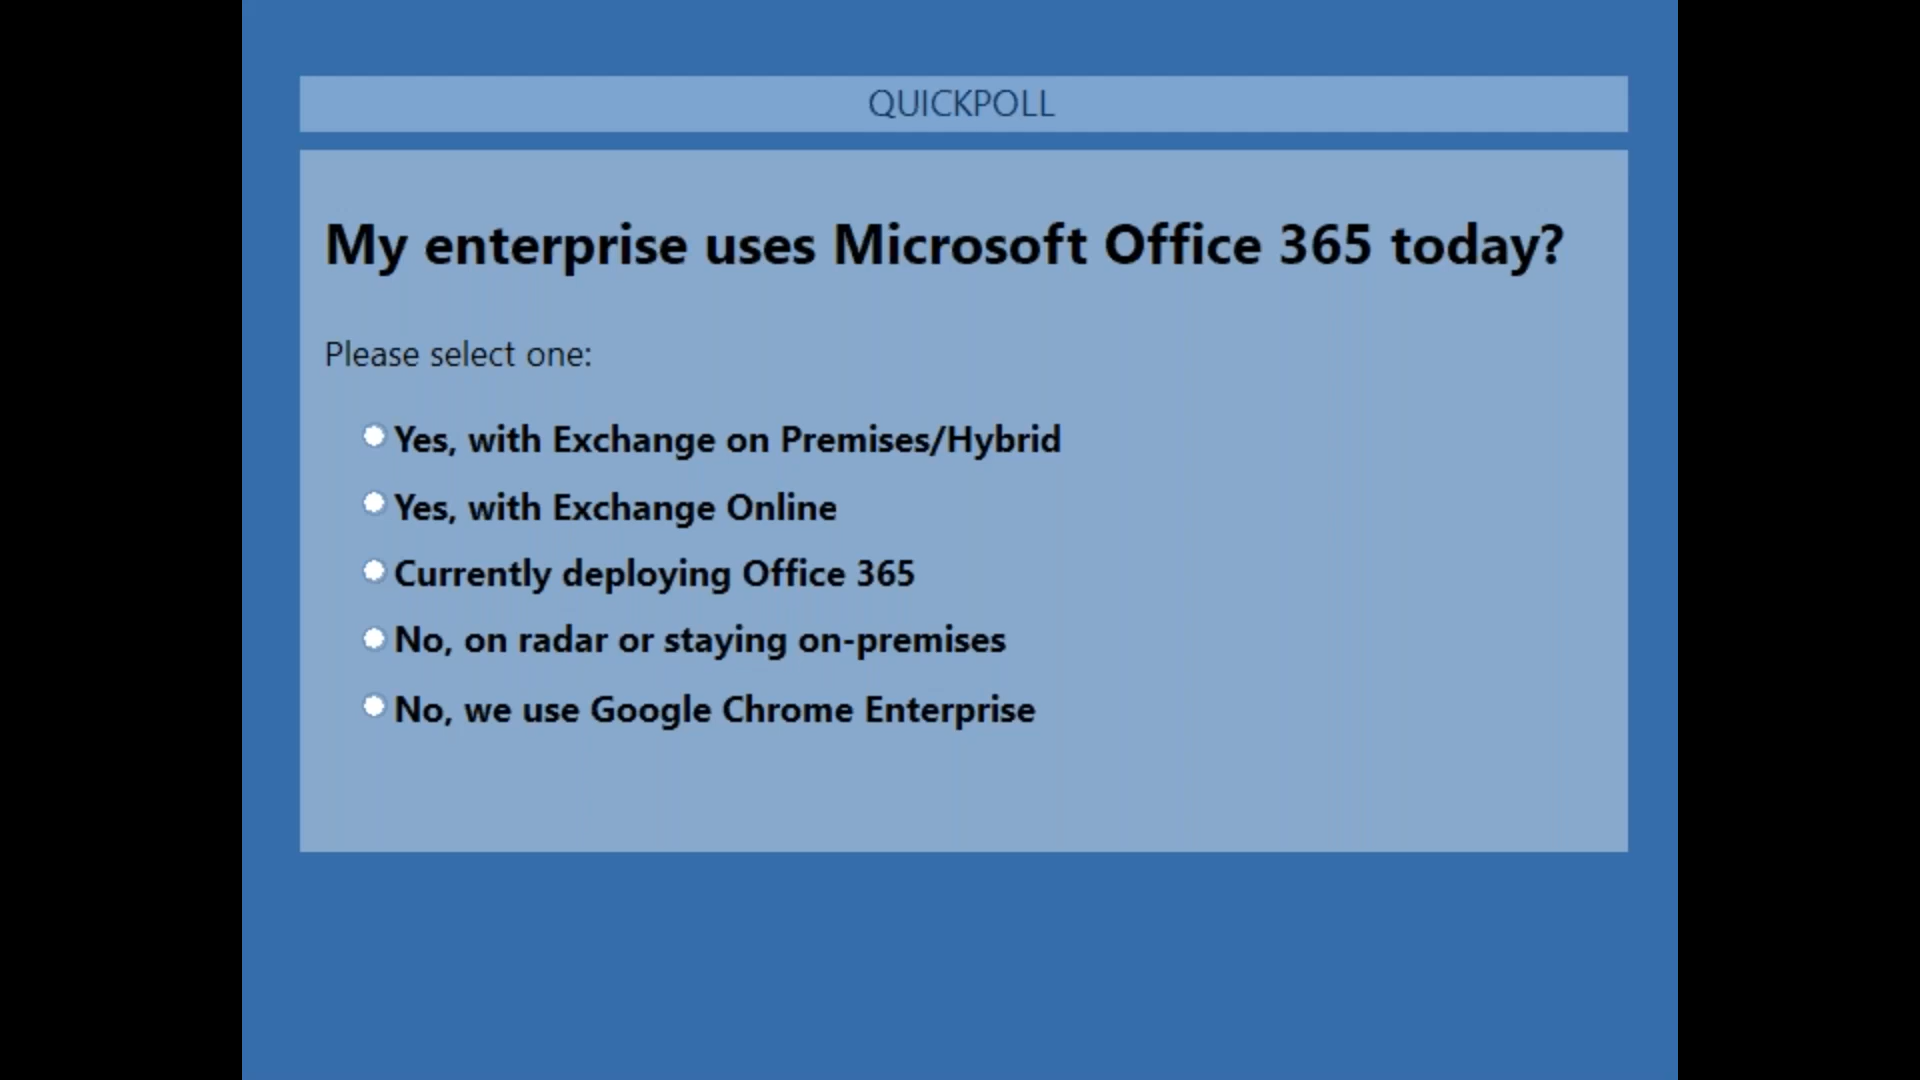 QUICKPOLL
My enterprise uses Microsoft Office 365 today?
Please select one:
Yes, with Exchange on Premises/Hybrid
Yes, with Exchange Online
Currently deploying Office 365
No, on radar or staying on-premises
No, we use Google Chrome Enterprise